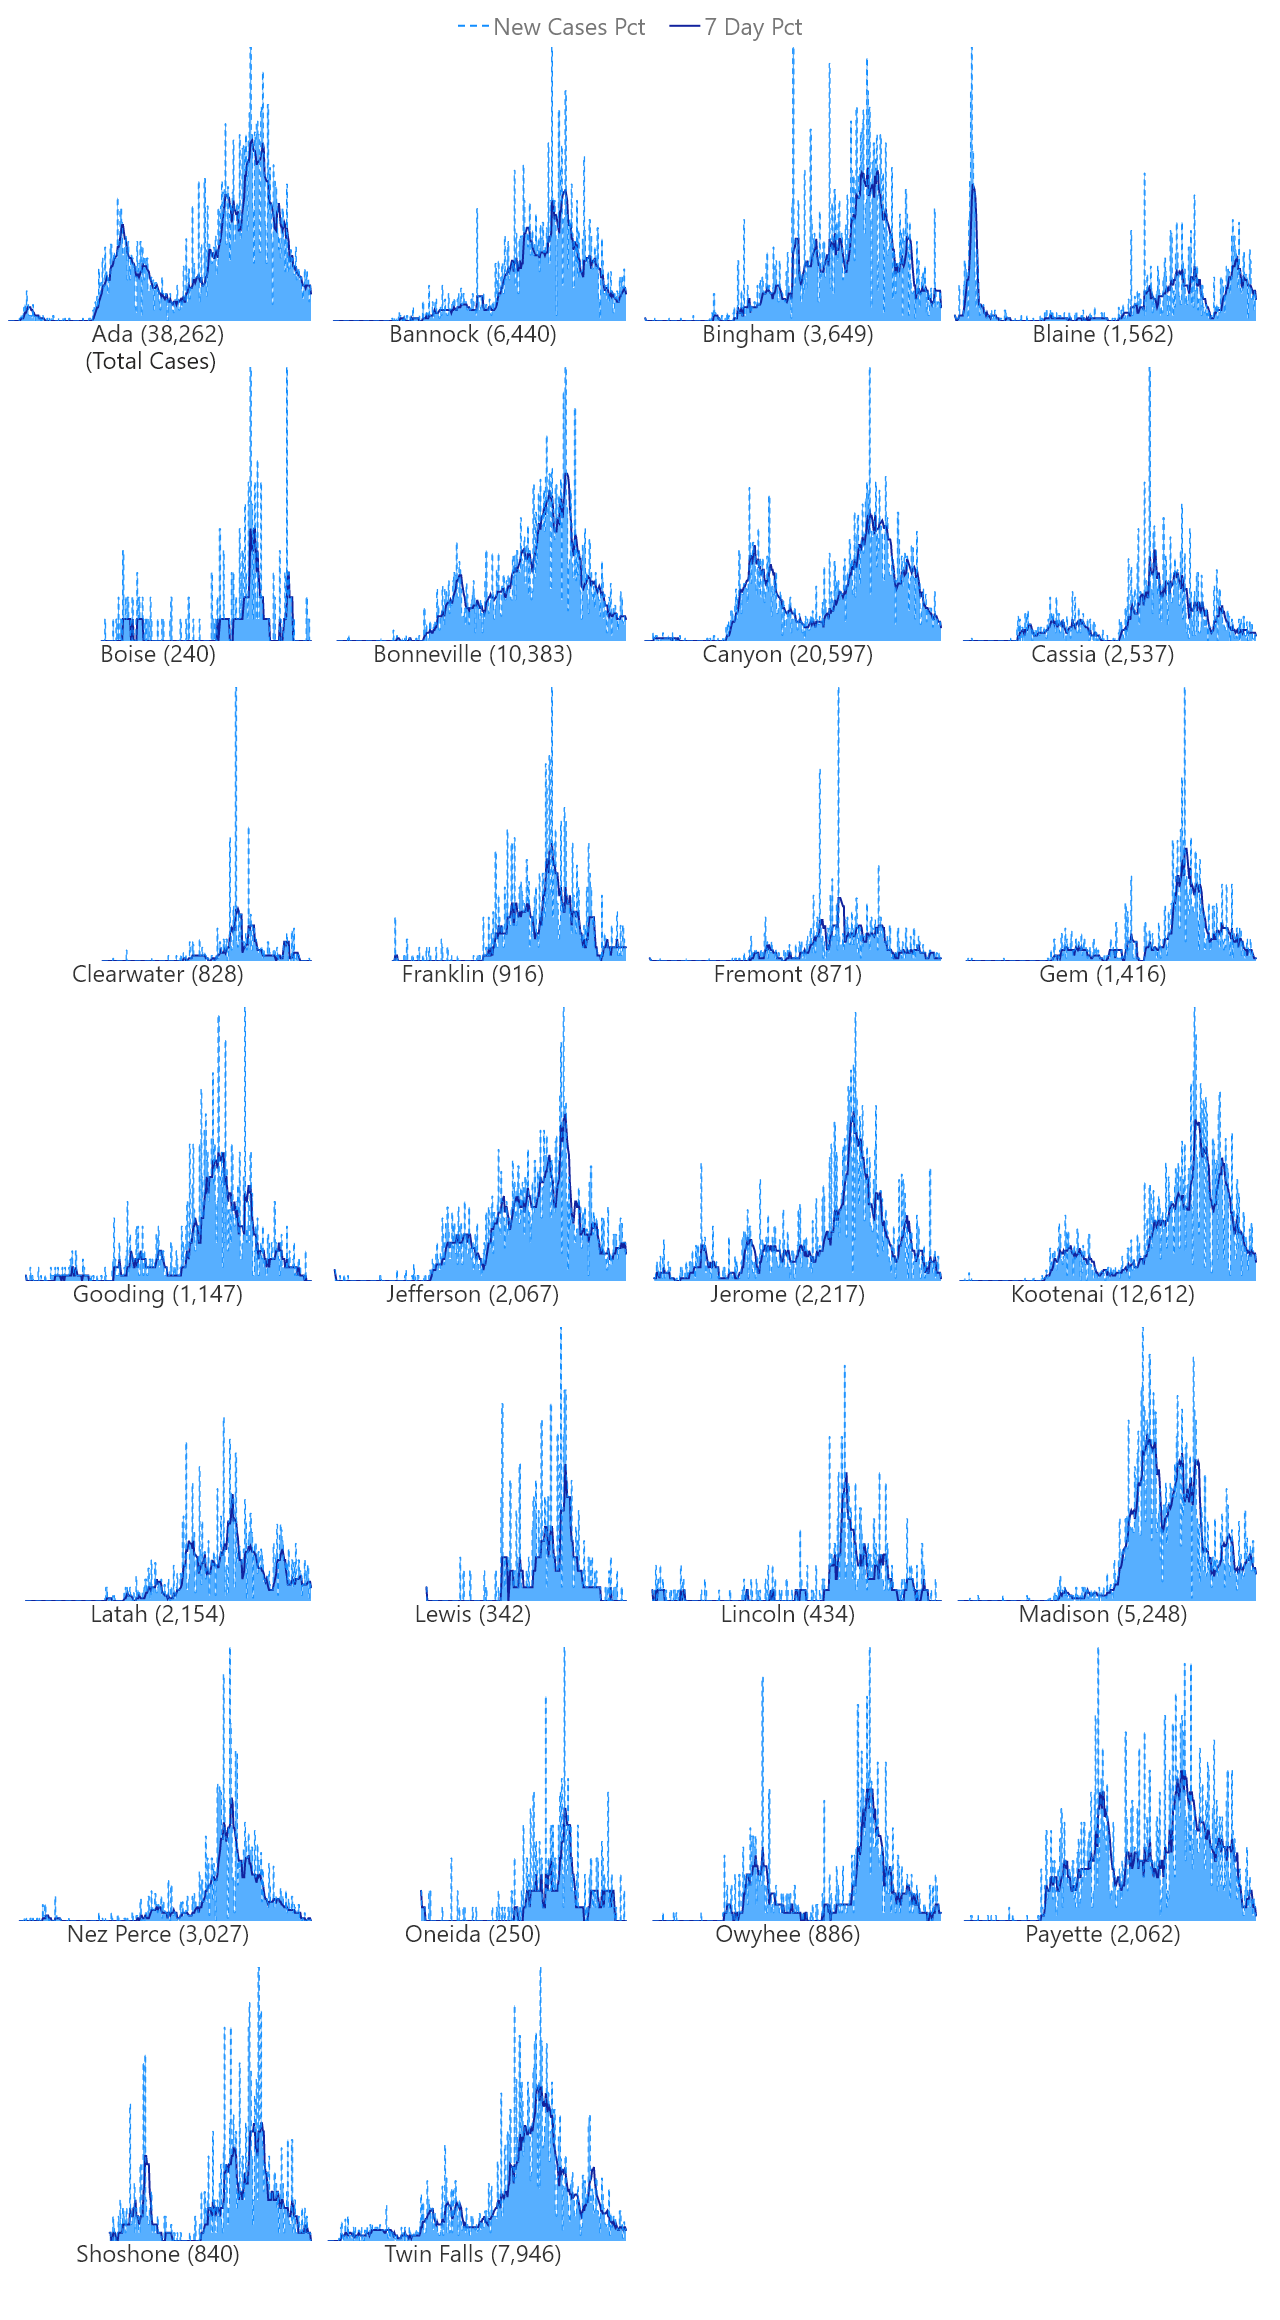 New Cases Pct 7 Day Pct
Ada (38,262) Bannock (6,440) Bingham (3,649) Blaine (1,562)
(Total Cases)
Boise (240) Bonneville (10,383) Canyon (20,597) Cassia (2,537)
Clearwater (828) Franklin (916) Fremont (871) Gem (1,416)
Gooding (1,147) Jefferson (2,067) Jerome (2,217) Kootenai (12,612)
Latah (2,154) Lewis (342) Lincoln (434) Madison (5,248)
Nez Perce (3,027) Oneida (250) Owyhee (886) Payette (2,062)
Shoshone (840) Twin Falls (7,946)